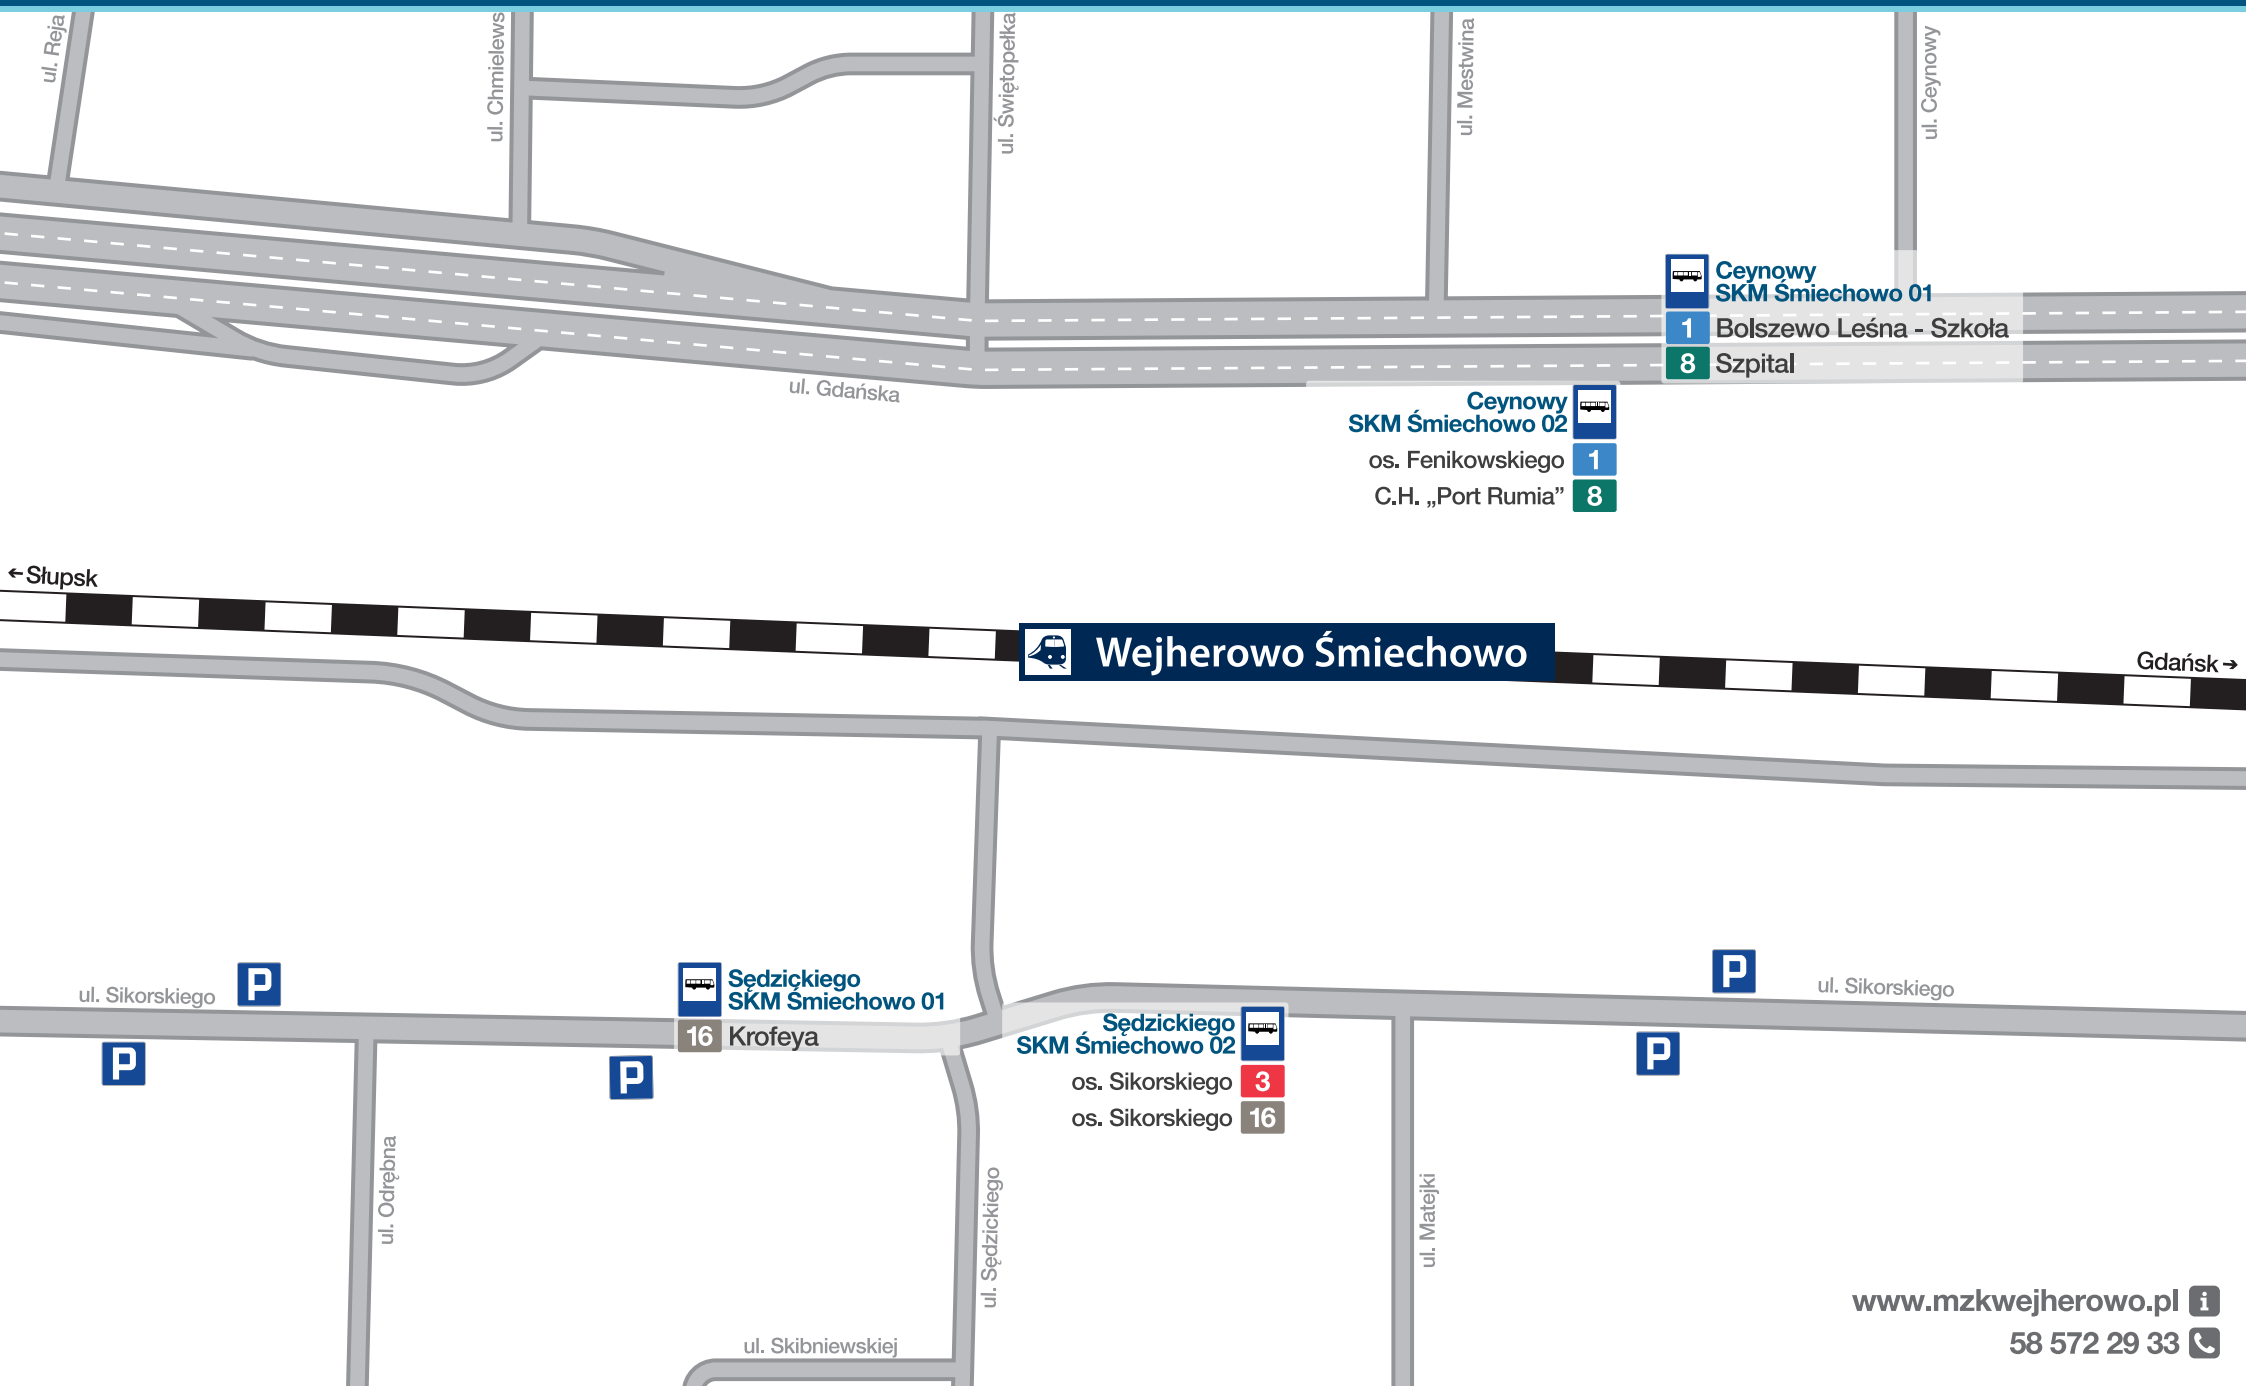 ul. Reja
ul. Chmielews
ul. Świętopełka
ul. Mestwina
ul. Ceynowy
Ceynowy
SKM Śmiechowo 01
1 Bolszewo Leśna - Szkoła
8 Szpital
ul. Gdańska
Ceynowy
SKM Śmiechowo 02
os. Fenikowskiego 1
C.H. „Port Rumia” 8
←Słupsk
Wejherowo Śmiechowo
Gdańsk→
P
ul. Sikorskiego
P
Sędzickiego
SKM Śmiechowo 01
16 Krofeya
ul. Sikorskiego
Sędzickiego
SKM Śmiechowo 02
os. Sikorskiego 3
os. Sikorskiego 16
P
P
P
ul. Odrębna
ul. Sędzickiego
ul. Matejki
ul. Skibniewskiej
www.mzkwejherowo.pl i
58 572 29 33